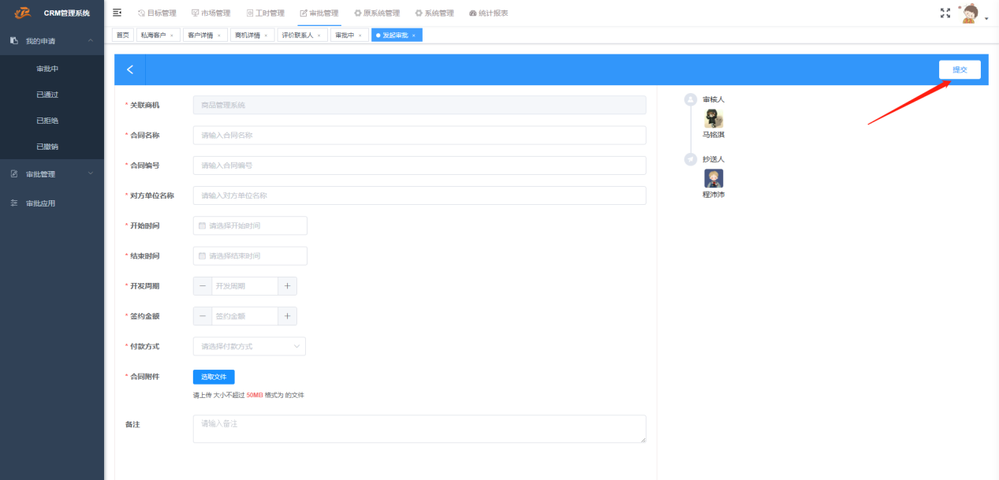 CRM管理系统
目标管理
市场管理
工时管理
审批管理
原系统管理
系统管理
统计报表
首页
私海客户 ×
客户详情 ×
商机详情 ×
评价联系人 ×
审批中 ×
发起审批 ×
我的申请
审批中
已通过
已拒绝
已撤销
审批管理
审批应用
提交
* 关联商机
商品管理系统
* 合同名称
请输入合同名称
* 合同编号
请输入合同编号
* 对方单位名称
请输入对方单位名称
* 开始时间
请选择开始时间
* 结束时间
请选择结束时间
* 开发周期
开发周期
* 签约金额
签约金额
* 付款方式
请选择付款方式
* 合同附件
选取文件
请上传 大小不超过 50MB 格式为 的文件
备注
请输入备注
审核人
马铭淇
抄送人
程沛沛